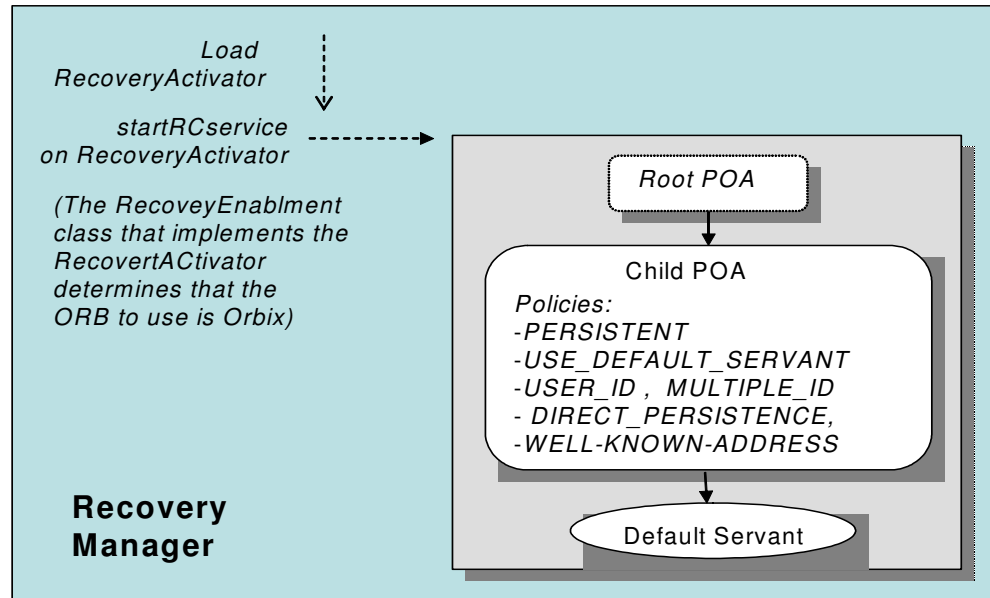 Load
RecoveryActivator
startRCservice
on RecoveryActivator
(The RecoveyEnablment
class that implements the
RecovertACtivator
determines that the
ORB to use is Orbix)
Recovery
Manager
Root POA
Child POA
Policies:
-PERSISTENT
-USE_DEFAULT_SERVANT
-USER_ID , MULTIPLE_ID
- DIRECT_PERSISTENCE,
-WELL-KNOWN-ADDRESS
Default Servant